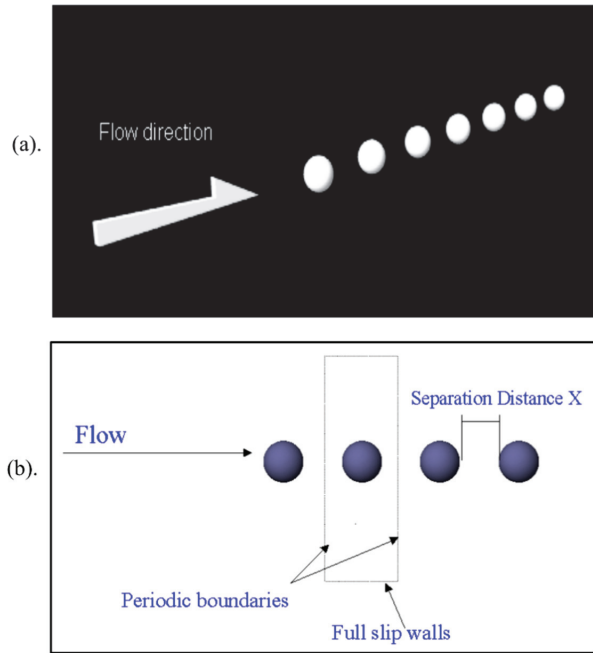 (a).
Flow direction
(b).
Flow
Separation Distance X
Periodic boundaries
Full slip walls